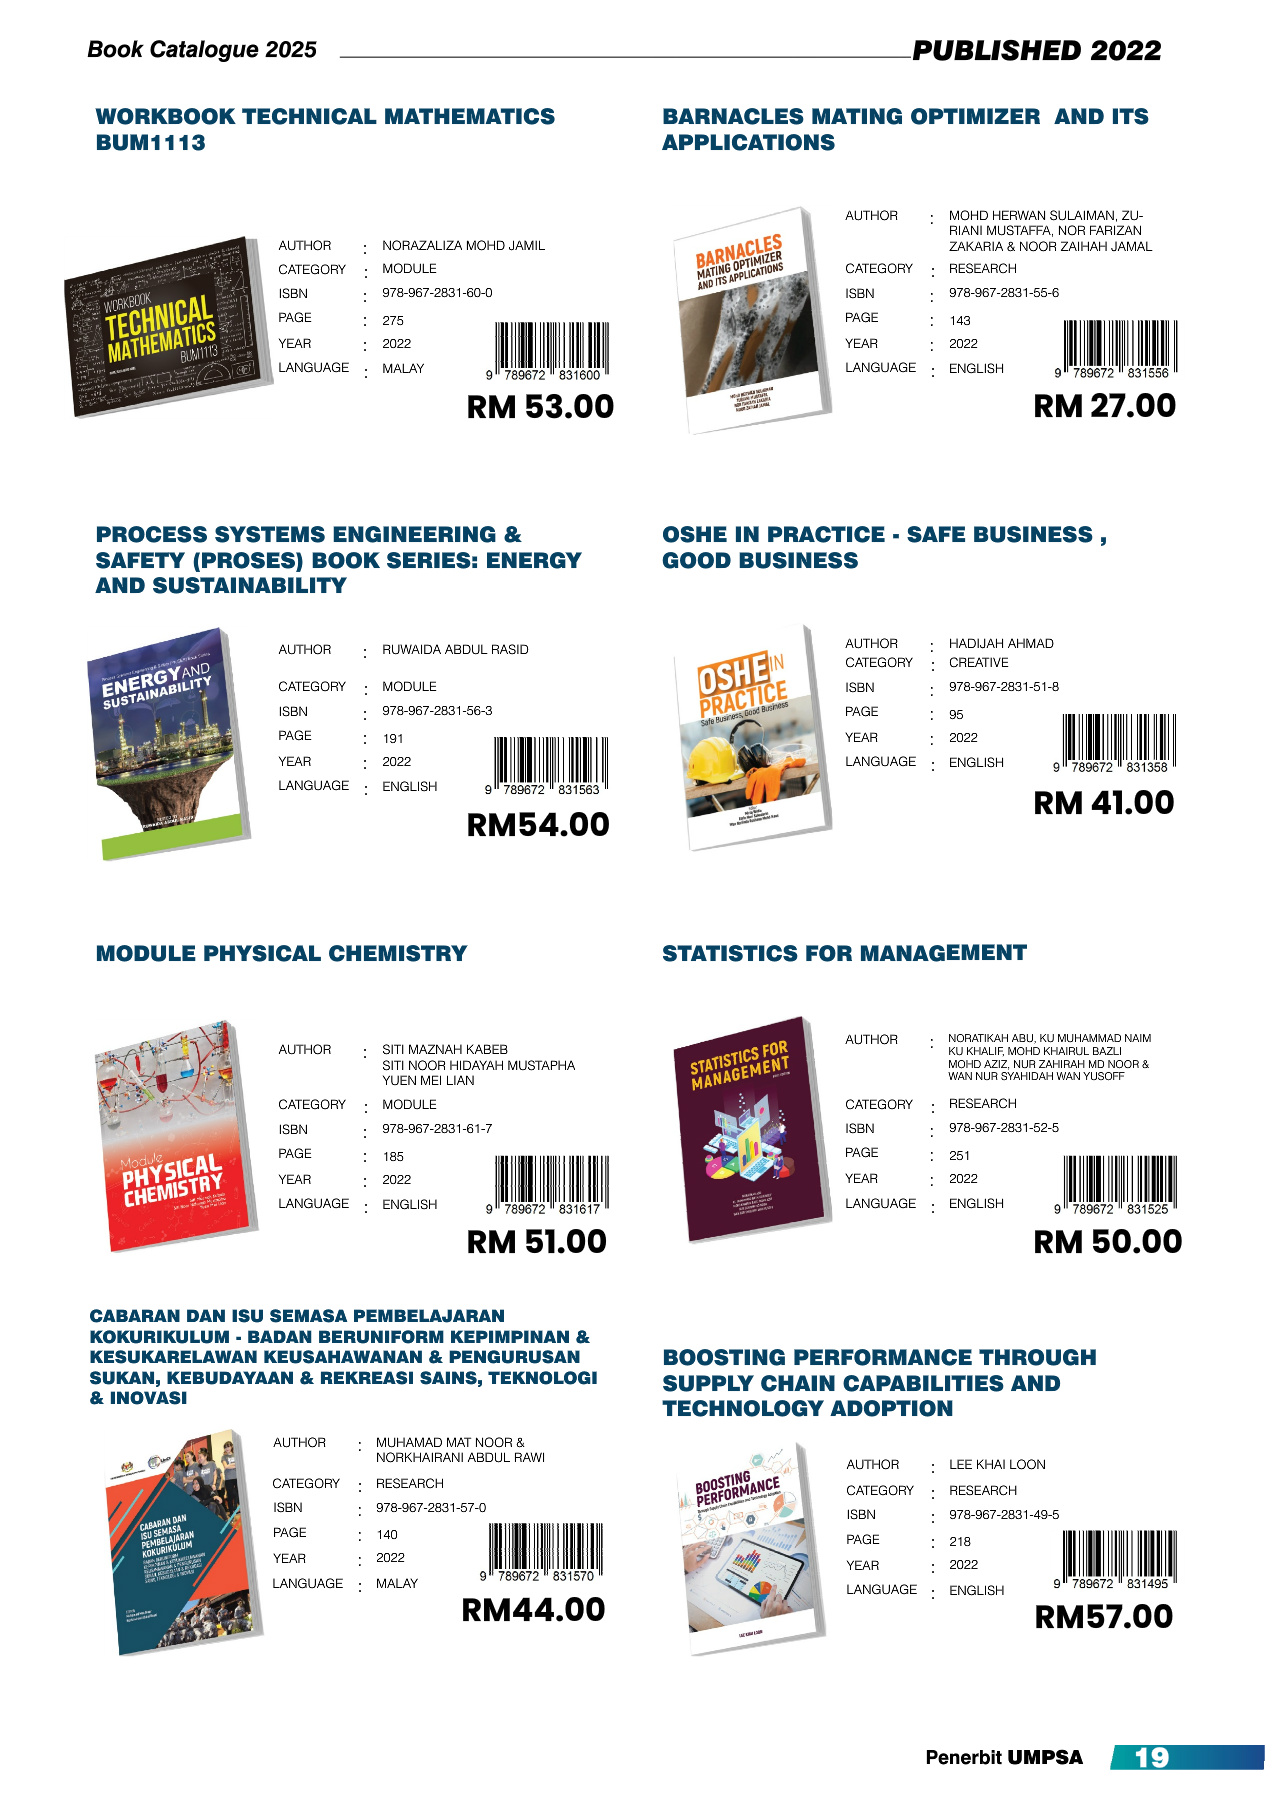 Book Catalogue 2025
PUBLISHED 2022
WORKBOOK TECHNICAL MATHEMATICS
BUM1113
WORKBOOK
TECHNICAL
MATHEMATICS
BUM1113
AUTHOR : NORAZALIZA MOHD JAMIL
CATEGORY : MODULE
ISBN : 978-967-2831-60-0
PAGE : 275
YEAR : 2022
LANGUAGE : MALAY
9 789672 831600
RM 53.00
BARNACLES MATING OPTIMIZER AND ITS
APPLICATIONS
BARNACLES
MATING OPTIMIZER
AND ITS APPLICATIONS
AUTHOR : MOHD HERWAN SULAIMAN, ZU-
RIANI MUSTAFFA, NOR FARIZAN
ZAKARIA & NOOR ZAIHAH JAMAL
CATEGORY : RESEARCH
ISBN : 978-967-2831-55-6
PAGE : 143
YEAR : 2022
LANGUAGE : ENGLISH
9 789672 831556
RM 27.00
PROCESS SYSTEMS ENGINEERING &
SAFETY (PROSES) BOOK SERIES: ENERGY
AND SUSTAINABILITY
ENERGY AND
SUSTAINABILITY
AUTHOR : RUWAIDA ABDUL RASID
CATEGORY : MODULE
ISBN : 978-967-2831-56-3
PAGE : 191
YEAR : 2022
LANGUAGE : ENGLISH
9 789672 831563
RM54.00
OSHE IN PRACTICE - SAFE BUSINESS ,
GOOD BUSINESS
OSHE IN
PRACTICE
Safe Business, Good Business
AUTHOR : HADIJAH AHMAD
CATEGORY : CREATIVE
ISBN : 978-967-2831-51-8
PAGE : 95
YEAR : 2022
LANGUAGE : ENGLISH
9 789672 831358
RM 41.00
MODULE PHYSICAL CHEMISTRY
Module
PHYSICAL
CHEMISTRY
AUTHOR : SITI MAZNAH KABEB
SITI NOOR HIDAYAH MUSTAPHA
YUEN MEI LIAN
CATEGORY : MODULE
ISBN : 978-967-2831-61-7
PAGE : 185
YEAR : 2022
LANGUAGE : ENGLISH
9 789672 831617
RM 51.00
STATISTICS FOR MANAGEMENT
STATISTICS FOR
MANAGEMENT
AUTHOR : NORATIKAH ABU, KU MUHAMMAD NAIM
KU KHALIF, MOHD KHAIRUL BAZLI
MOHD AZIZ, NUR ZAHIRAH MD NOOR &
WAN NUR SYAHIDAH WAN YUSOFF
CATEGORY : RESEARCH
ISBN : 978-967-2831-52-5
PAGE : 251
YEAR : 2022
LANGUAGE : ENGLISH
9 789672 831525
RM 50.00
CABARAN DAN ISU SEMASA PEMBELAJARAN
KOKURIKULUM - BADAN BERUNIFORM KEPIMPINAN &
KESUKARELAWAN KEUSAHAWANAN & PENGURUSAN
SUKAN, KEBUDAYAAN & REKREASI SAINS, TEKNOLOGI
& INOVASI
CABARAN DAN
ISU SEMASA
PEMBELAJARAN
KOKURIKULUM
AUTHOR : MUHAMAD MAT NOOR &
NORKHAIRANI ABDUL RAWI
CATEGORY : RESEARCH
ISBN : 978-967-2831-57-0
PAGE : 140
YEAR : 2022
LANGUAGE : MALAY
9 789672 831570
RM44.00
BOOSTING PERFORMANCE THROUGH
SUPPLY CHAIN CAPABILITIES AND
TECHNOLOGY ADOPTION
BOOSTING
PERFORMANCE
LEE KHAI LOON
AUTHOR : LEE KHAI LOON
CATEGORY : RESEARCH
ISBN : 978-967-2831-49-5
PAGE : 218
YEAR : 2022
LANGUAGE : ENGLISH
9 789672 831495
RM57.00
Penerbit UMPSA
19